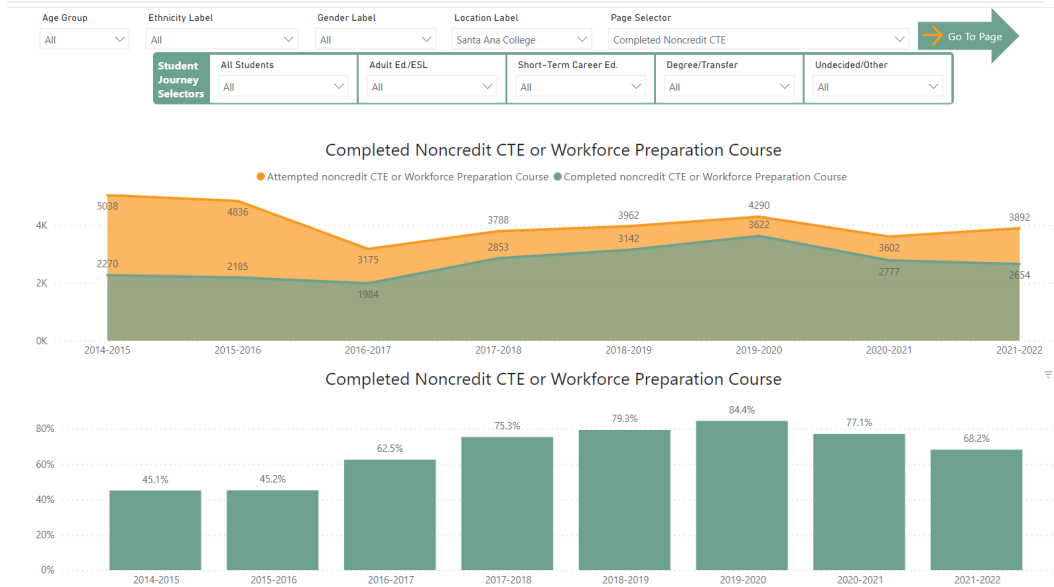 Age Group Ethnicity Label Gender Label Location Label Page Selector
All All All Santa Ana College Completed Noncredit CTE Go To Page
Student Journey Selectors
All Students Adult Ed./ESL Short-Term Career Ed. Degree/Transfer Undecided/Other
All All All All All
Completed Noncredit CTE or Workforce Preparation Course
Attempted noncredit CTE or Workforce Preparation Course Completed noncredit CTE or Workforce Preparation Course
5038 4836 3175 3788 3962 4290 3602 3892
4K
2270 2185 1984 2853 3142 3622 2777 2654
2K
0K
2014-2015 2015-2016 2016-2017 2017-2018 2018-2019 2019-2020 2020-2021 2021-2022
Completed Noncredit CTE or Workforce Preparation Course
45.1% 45.2% 62.5% 75.3% 79.3% 84.4% 77.1% 68.2%
80%
60%
40%
20%
0%
2014-2015 2015-2016 2016-2017 2017-2018 2018-2019 2019-2020 2020-2021 2021-2022